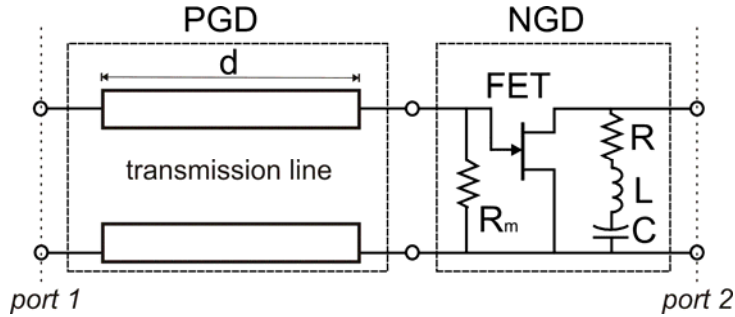 PGD
NGD
d
FET
transmission line
Rm
R
L
C
port 1
port 2